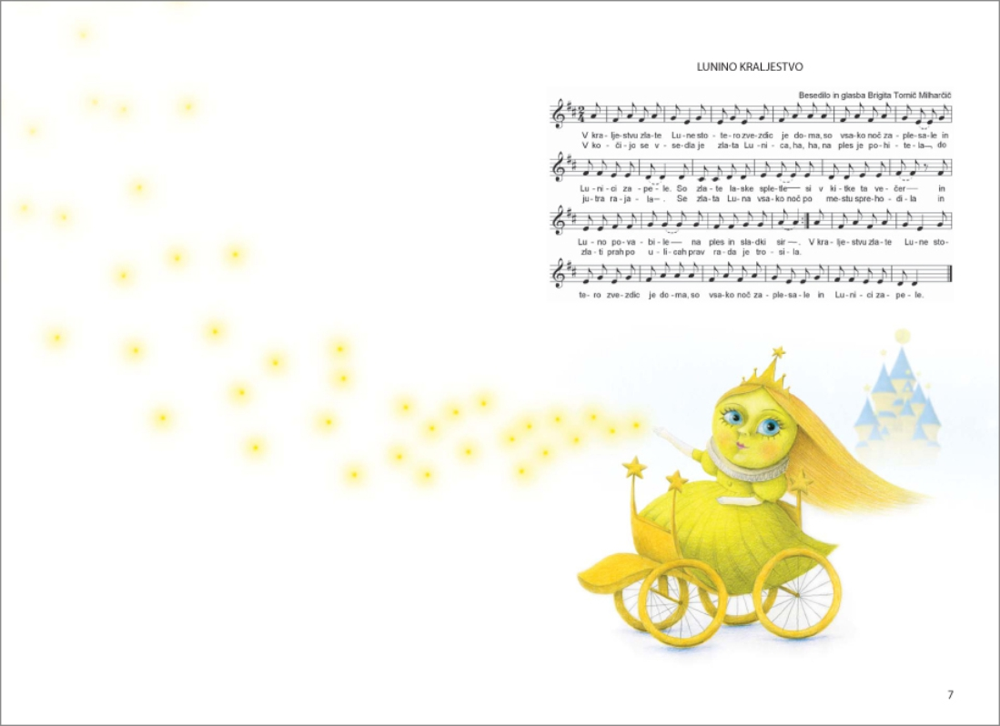 LUNINO KRALJESTVO
Besedilo in glasba Brigita Tomič Milharčič
V kra - lje-stvu zla-te Lu-ne sto - te-ro zve-zdic je do-ma, so vsa-ko noč za - ple-sa-le in
V ko - či-jo se v - se-dla je zla-ta Lu-ni - ca, ha, ha, na ples je po-hi - te-la—, do
Lu-ni-ci za-pe - le. So zla-te la-ske sple-tle— si v ki-tke ta ve-čer— in
ju-tra ra-ja - la—. Se zla-ta Lu-na vsa-ko noč po me-stu spre-ho-di-la in
Lu-no po-va-bi-le— na ples in sla-dki sir—. V kra-lje-stvu zla-te Lu-ne sto-
zla-ti prah po u-li-cah prav ra-da je tro-si-la.
te-ro zve-zdic je do-ma, so vsa-ko noč za-ple-sa-le in Lu-ni-ci za-pe-le.
7